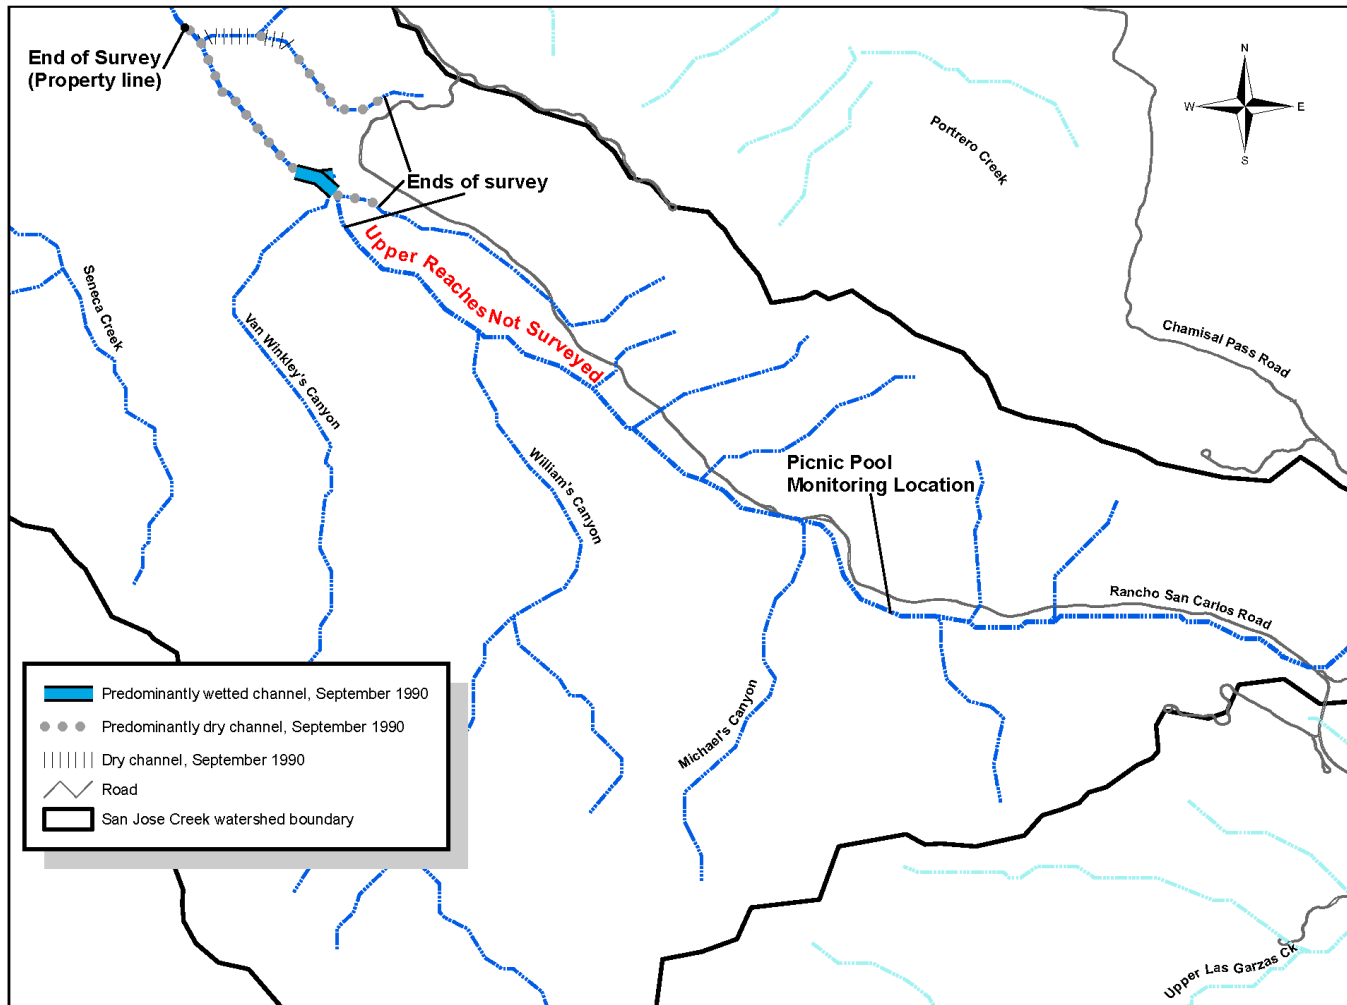 End of Survey
(Property line)
N
W
E
S
Portrero Creek
Ends of survey
Upper Reaches Not Surveyed
Seneca Creek
Van Winkley's Canyon
Chamisal Pass Road
William's Canyon
Picnic Pool
Monitoring Location
Rancho San Carlos Road
Michael's Canyon
Predominantly wetted channel, September 1990
Predominantly dry channel, September 1990
Dry channel, September 1990
Road
San Jose Creek watershed boundary
Upper Las Garzas Ck